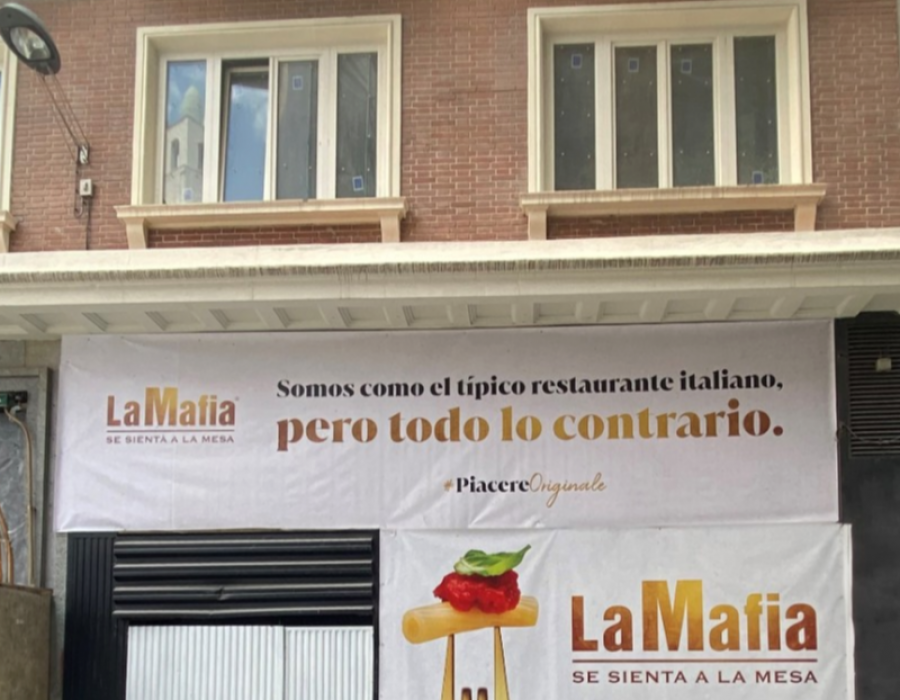 LaMafia
SE SIENTA A LA MESA
Somos como el típico restaurante italiano,
pero todo lo contrario.
#PiacereOriginale
LaMafia
SE SIENTA A LA MESA
M